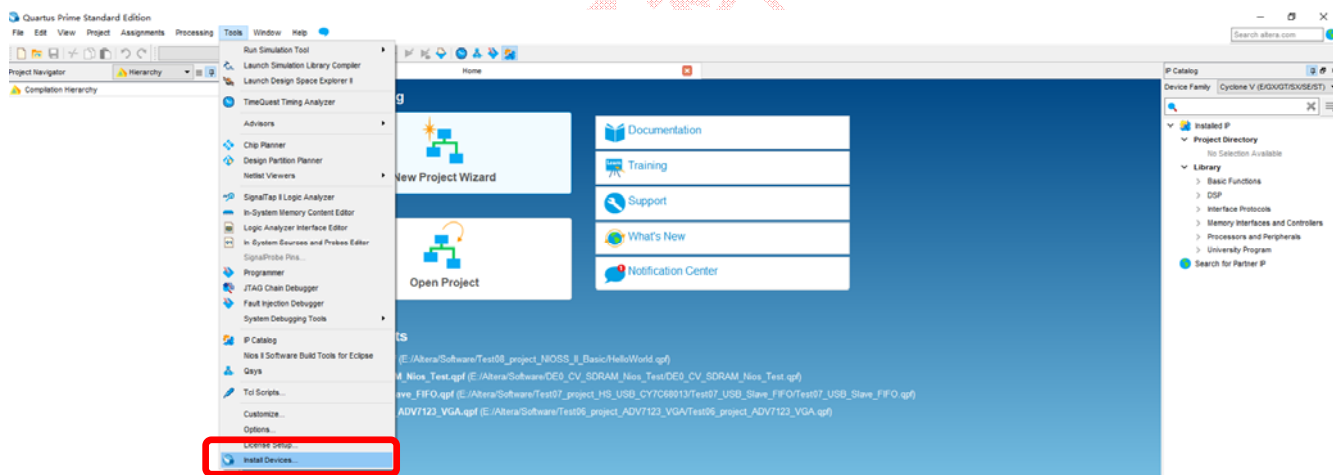 Quartus Prime Standard Edition
File Edit View Project Assignments Processing Tools Window Help
Search altera.com
Project Navigator
Hierarchy
Compilation Hierarchy
Run Simulation Tool
Launch Simulation Library Compiler
Launch Design Space Explorer II
TimeQuest Timing Analyzer
Advisors
Chip Planner
Design Partition Planner
Netlist Viewers
SignalTap II Logic Analyzer
In-System Memory Content Editor
Logic Analyzer Interface Editor
In-System Sources and Probes Editor
SignalProbe Pins...
Programmer
JTAG Chain Debugger
Fault Injection Debugger
System Debugging Tools
IP Catalog
Nios II Software Build Tools for Eclipse
Qsys
Tcl Scripts...
Customize...
Options...
License Setup...
Install Devices...
Home
g
New Project Wizard
Open Project
Documentation
Learn
Training
Support
What's New
Notification Center
ts
(E:/Altera/Software/Test08_project_NIOSS_II_Basic/HelloWorld.qpf)
M_Nios_Test.qpf (E:/Altera/Software/DE0_CV_SDRAM_Nios_Test/DE0_CV_SDRAM_Nios_Test.qpf)
ave_FIFO.qpf (E:/Altera/Software/Test07_project_HS_USB_CY7C68013/Test07_USB_Slave_FIFO/Test07_USB_Slave_FIFO.qpf)
ADV7123_VGA.qpf (E:/Altera/Software/Test06_project_ADV7123_VGA/Test06_project_ADV7123_VGA.qpf)
IP Catalog
Device Family Cyclone V (E/GX/GT/SX/SE/ST)
Installed IP
Project Directory
No Selection Available
Library
Basic Functions
DSP
Interface Protocols
Memory Interfaces and Controllers
Processors and Peripherals
University Program
Search for Partner IP